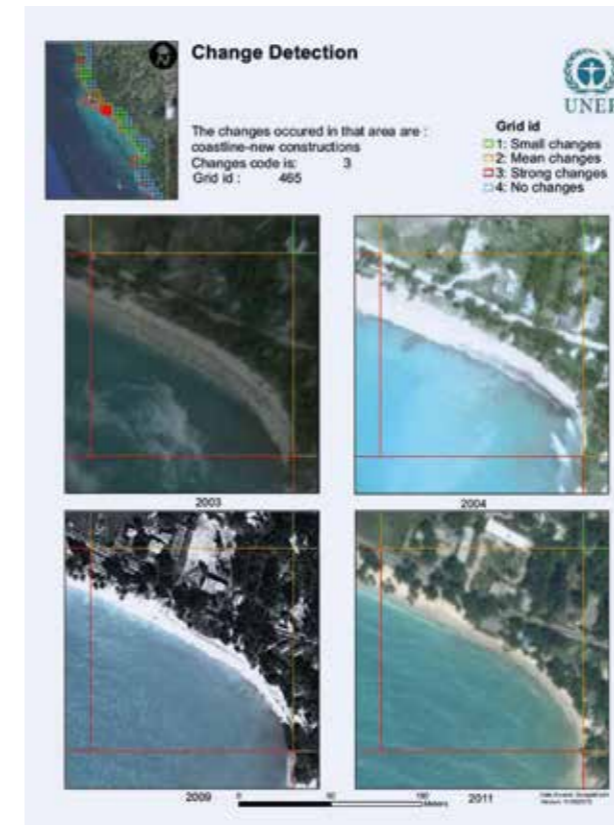 Change Detection
UNEP
The changes occured in that area are :
coastline-new constructions
Changes code is: 3
Grid id : 465
Grid id
1: Small changes
2: Mean changes
3: Strong changes
4: No changes
2003
2004
2009
2011
0
Meters